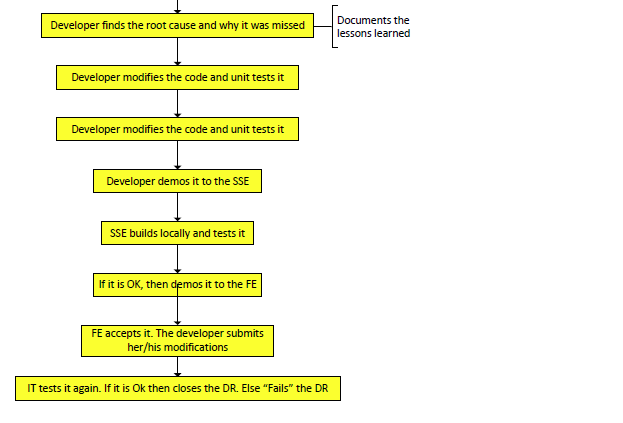 Developer finds the root cause and why it was missed
Documents the
lessons learned
Developer modifies the code and unit tests it
Developer modifies the code and unit tests it
Developer demos it to the SSE
SSE builds locally and tests it
If it is OK, then demos it to the FE
FE accepts it. The developer submits
her/his modifications
IT tests it again. If it is Ok then closes the DR. Else “Fails” the DR